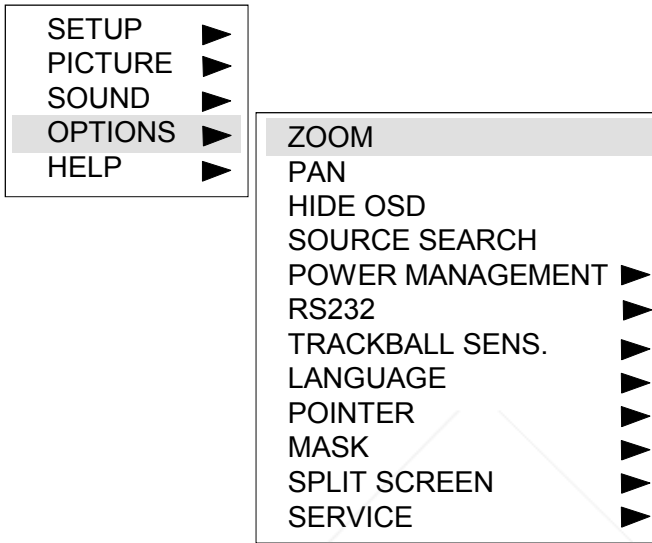 SETUP
PICTURE
SOUND
OPTIONS
HELP
ZOOM
PAN
HIDE OSD
SOURCE SEARCH
POWER MANAGEMENT
RS232
TRACKBALL SENS.
LANGUAGE
POINTER
MASK
SPLIT SCREEN
SERVICE